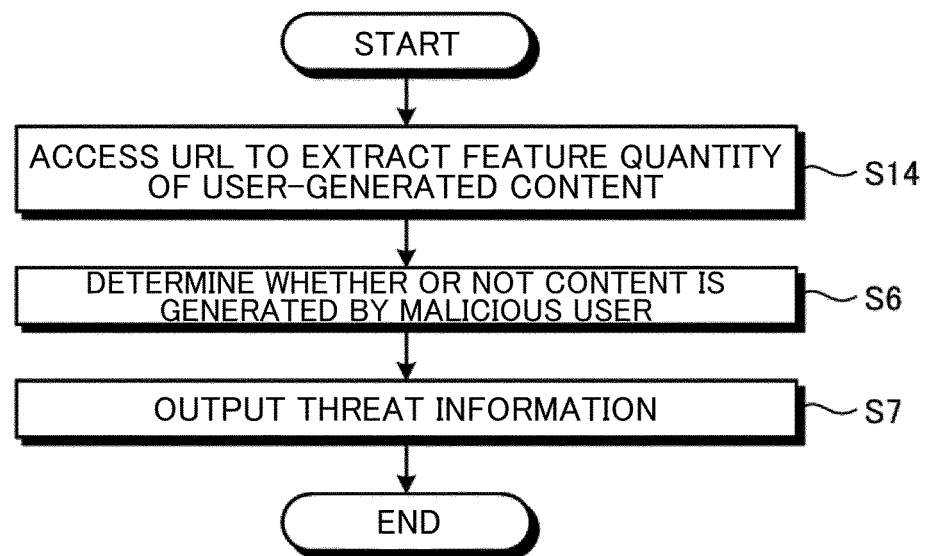 START
ACCESS URL TO EXTRACT FEATURE QUANTITY
OF USER-GENERATED CONTENT
S14
DETERMINE WHETHER OR NOT CONTENT IS
GENERATED BY MALICIOUS USER
S6
OUTPUT THREAT INFORMATION
S7
END